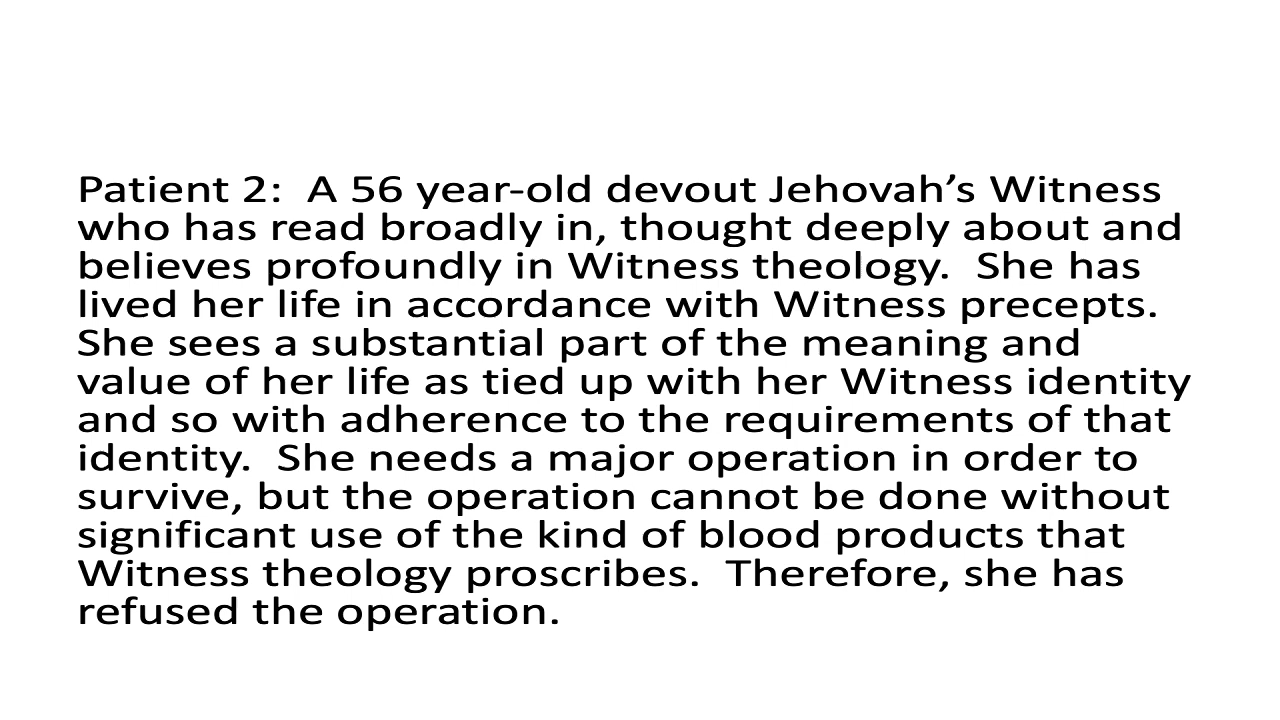 Patient 2:  A 56 year-old devout Jehovah’s Witness
who has read broadly in, thought deeply about and
believes profoundly in Witness theology.  She has
lived her life in accordance with Witness precepts.
She sees a substantial part of the meaning and
value of her life as tied up with her Witness identity
and so with adherence to the requirements of that
identity.  She needs a major operation in order to
survive, but the operation cannot be done without
significant use of the kind of blood products that
Witness theology proscribes.  Therefore, she has
refused the operation.